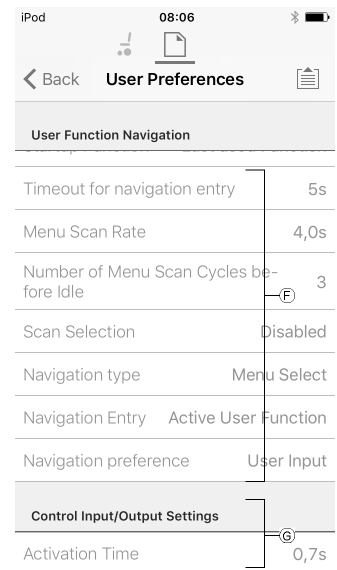 iPod 08:06
Back User Preferences
User Function Navigation
Timeout for navigation entry 5s
Menu Scan Rate 4,0s
Number of Menu Scan Cycles be-
fore Idle 3
F
Scan Selection Disabled
Navigation type Menu Select
Navigation Entry Active User Function
Navigation preference User Input
Control Input/Output Settings
G
Activation Time 0,7s